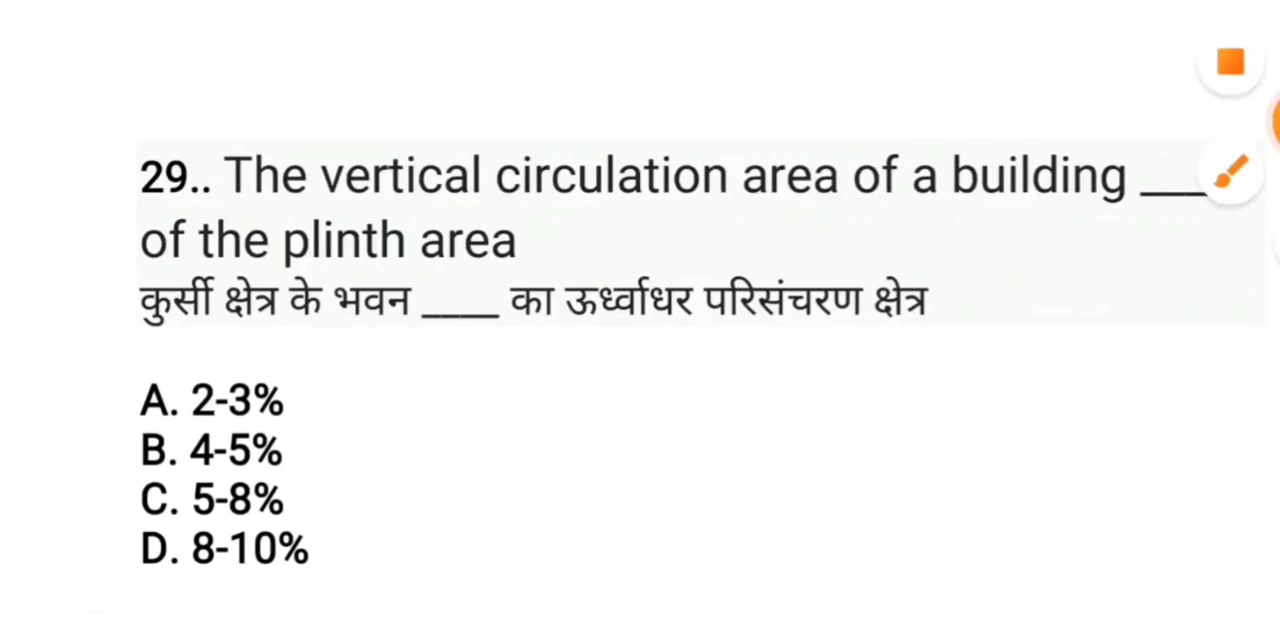 29.. The vertical circulation area of a building ___
of the plinth area
कुर्सी क्षेत्र के भवन ____ का ऊर्ध्वाधर परिसंचरण क्षेत्र
A. 2-3%
B. 4-5%
C. 5-8%
D. 8-10%